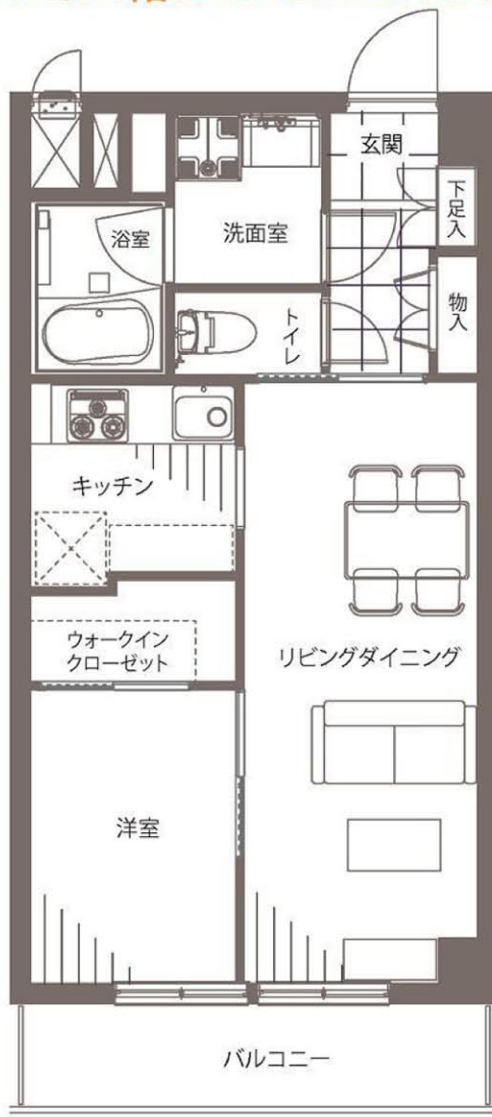 玄関
下足入
浴室
洗面室
物入
トイレ
キッチン
ウォークイン
クローゼット
リビングダイニング
洋室
バルコニー